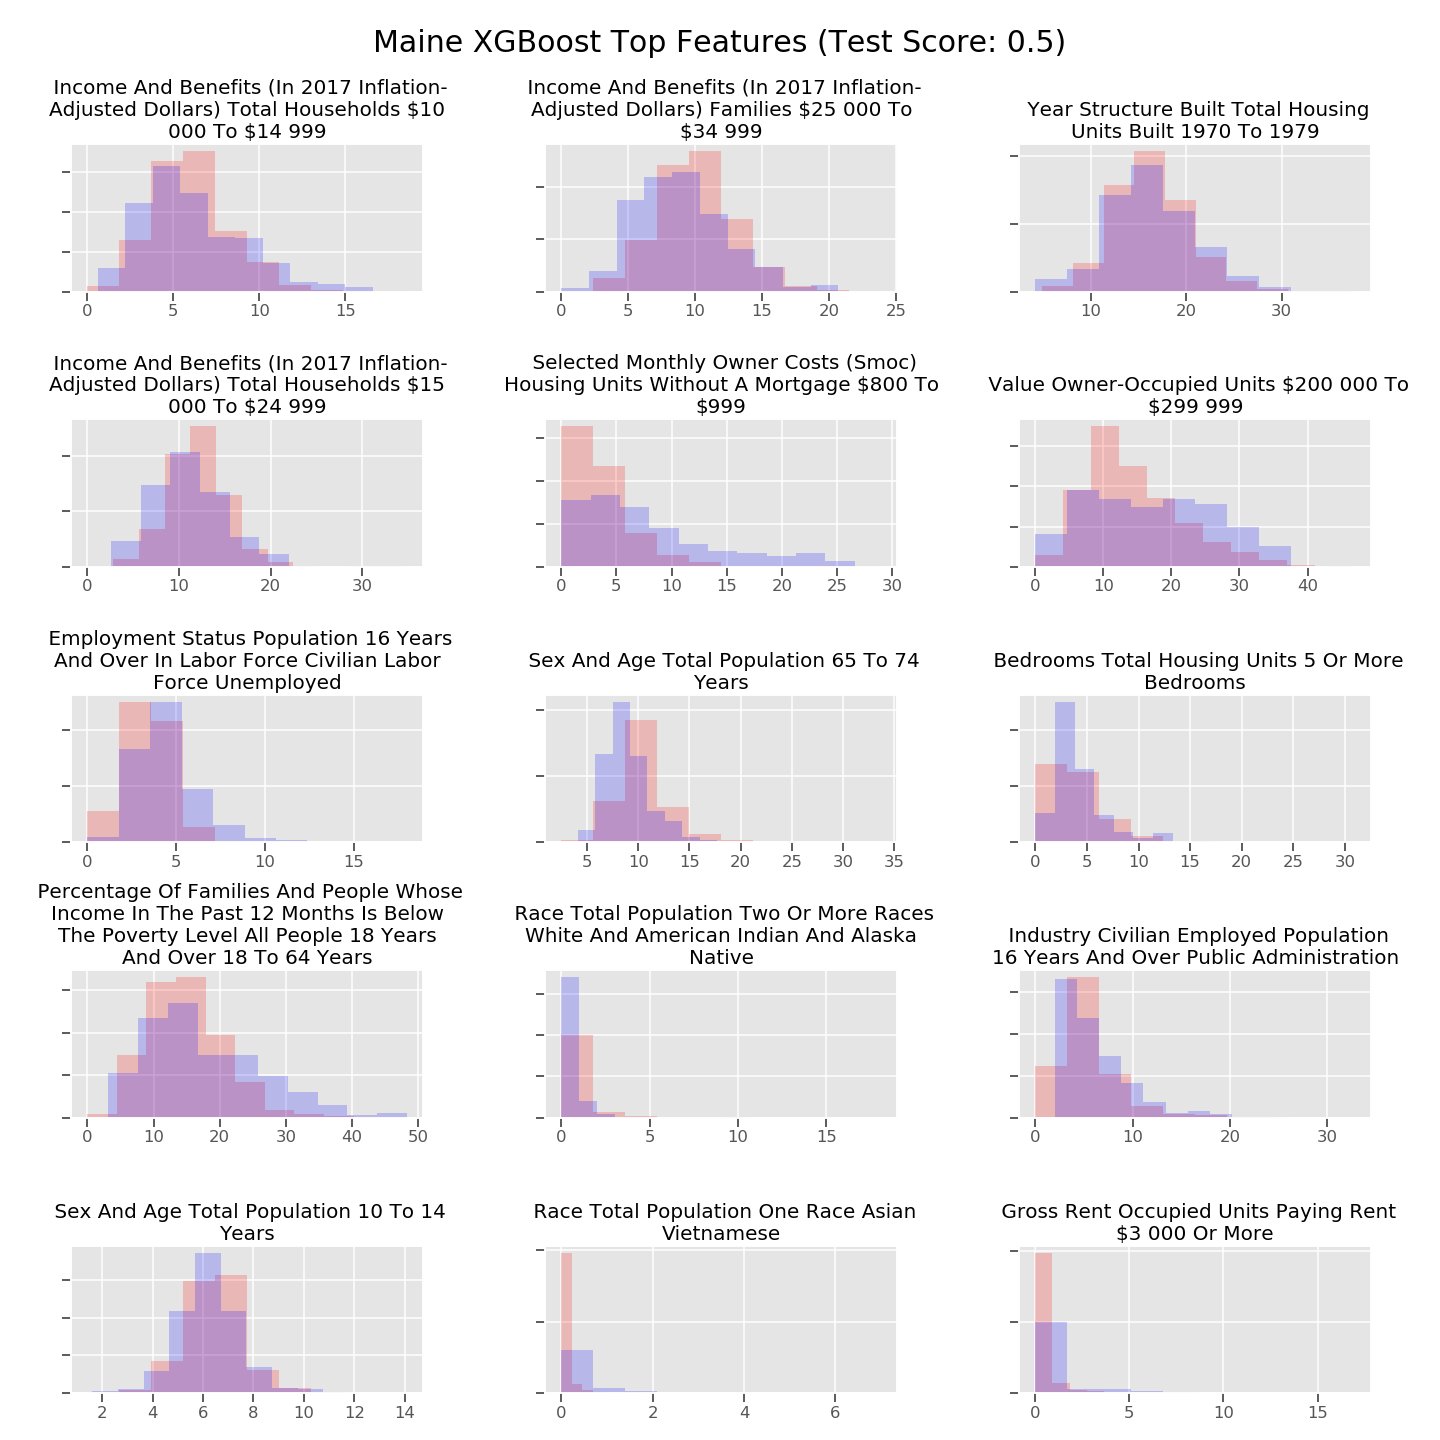 Maine XGBoost Top Features (Test Score: 0.5)
Income And Benefits (In 2017 Inflation-
Adjusted Dollars) Total Households $10
000 To $14 999
0 5 10 15
Income And Benefits (In 2017 Inflation-
Adjusted Dollars) Families $25 000 To
$34 999
0 5 10 15 20 25
Year Structure Built Total Housing
Units Built 1970 To 1979
10 20 30
Income And Benefits (In 2017 Inflation-
Adjusted Dollars) Total Households $15
000 To $24 999
0 10 20 30
Selected Monthly Owner Costs (Smoc)
Housing Units Without A Mortgage $800 To
$999
0 5 10 15 20 25 30
Value Owner-Occupied Units $200 000 To
$299 999
0 10 20 30 40
Employment Status Population 16 Years
And Over In Labor Force Civilian Labor
Force Unemployed
0 5 10 15
Sex And Age Total Population 65 To 74
Years
5 10 15 20 25 30 35
Bedrooms Total Housing Units 5 Or More
Bedrooms
0 5 10 15 20 25 30
Percentage Of Families And People Whose
Income In The Past 12 Months Is Below
The Poverty Level All People 18 Years
And Over 18 To 64 Years
0 10 20 30 40 50
Race Total Population Two Or More Races
White And American Indian And Alaska
Native
0 5 10 15
Industry Civilian Employed Population
16 Years And Over Public Administration
0 10 20 30
Sex And Age Total Population 10 To 14
Years
2 4 6 8 10 12 14
Race Total Population One Race Asian
Vietnamese
0 2 4 6
Gross Rent Occupied Units Paying Rent
$3 000 Or More
0 5 10 15